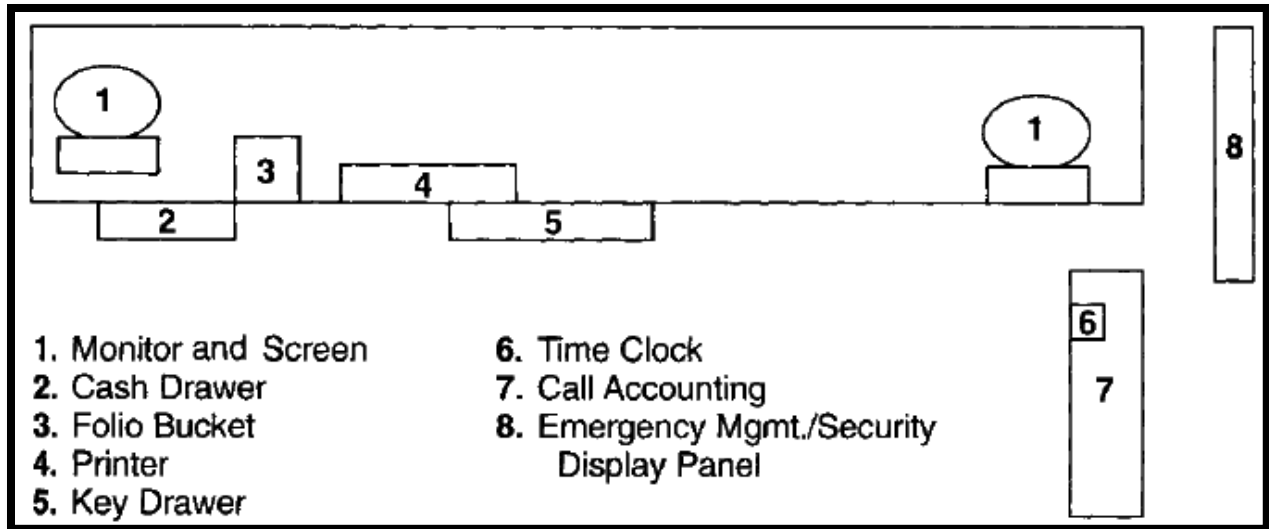 1
1
8
3
4
2
5
6
7
1. Monitor and Screen
2. Cash Drawer
3. Folio Bucket
4. Printer
5. Key Drawer
6. Time Clock
7. Call Accounting
8. Emergency Mgmt./Security
Display Panel